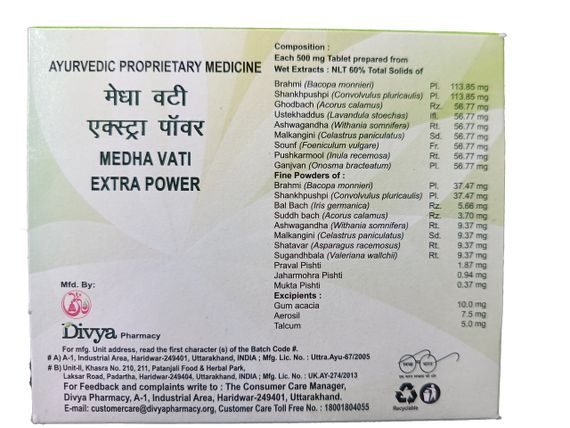 AYURVEDIC PROPRIETARY MEDICINE
मेधा वटी
एक्स्ट्रा पॉवर
MEDHA VATI
EXTRA POWER
Composition :
Each 500 mg Tablet prepared from
Wet Extracts : NLT 60% Total Solids of
Brahmi (Bacopa monnieri) Pl. 113.85 mg
Shankhpushpi (Convolvulus pluricaulis) Pl. 113.85 mg
Ghodbach (Acorus calamus) Rz. 56.77 mg
Ustekhaddus (Lavandula stoechas) Ifl. 56.77 mg
Ashwagandha (Withania somnifera) Rt. 56.77 mg
Malkangini (Celastrus paniculatus) Sd. 56.77 mg
Sounf (Foeniculum vulgare) Fr. 56.77 mg
Pushkarmool (Inula racemosa) Rt. 56.77 mg
Ganjvan (Onosma bracteatum) Pl. 56.77 mg
Fine Powders of :
Brahmi (Bacopa monnieri) Pl. 37.47 mg
Shankhpushpi (Convolvulus pluricaulis) Pl. 37.47 mg
Bal Bach (Iris germanica) Rz. 5.66 mg
Suddh bach (Acorus calamus) Rz. 3.70 mg
Ashwagandha (Withania somnifera) Rt. 9.37 mg
Malkangini (Celastrus paniculatus) Sd. 9.37 mg
Shatavar (Asparagus racemosus) Rt. 9.37 mg
Sugandhbala (Valeriana wallchii) Rt. 9.37 mg
Praval Pishti 1.87 mg
Jaharmohra Pishti 0.94 mg
Mukta Pishti 0.37 mg
Excipients :
Gum acacia 10.0 mg
Aerosil 7.5 mg
Talcum 5.0 mg
Mfd. By:
Divya Pharmacy
For mfg. Unit address, read the first character (s) of the Batch Code #.
# A) A-1, Industrial Area, Haridwar-249401, Uttarakhand, INDIA ; Mfg. Lic. No. : Uttra.Ayu-67/2005
# B) Unit-II, Khasra No. 210, 211, Patanjali Food & Herbal Park,
Laksar Road, Padartha, Haridwar-249404, Uttarakhand, INDIA ; Mfg. Lic. No. : UK.AY-274/2013
For Feedback and complaints write to : The Consumer Care Manager,
Divya Pharmacy, A-1, Industrial Area, Haridwar-249401, Uttarakhand.
E-mail: customercare@divyapharmacy.org, Customer Care Toll Free No. : 18001804055
एक कदम स्वच्छता की ओर
Recyclable